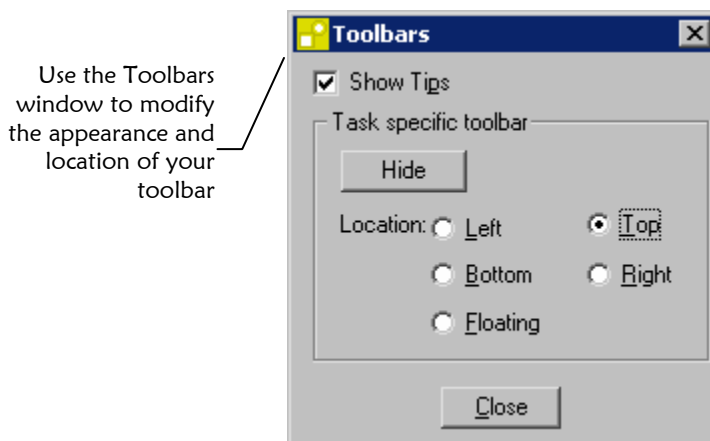 Use the Toolbars
window to modify
the appearance and
location of your
toolbar
Toolbars
Show Tips
Task specific toolbar
Hide
Location: Left Top
Bottom Right
Floating
Close